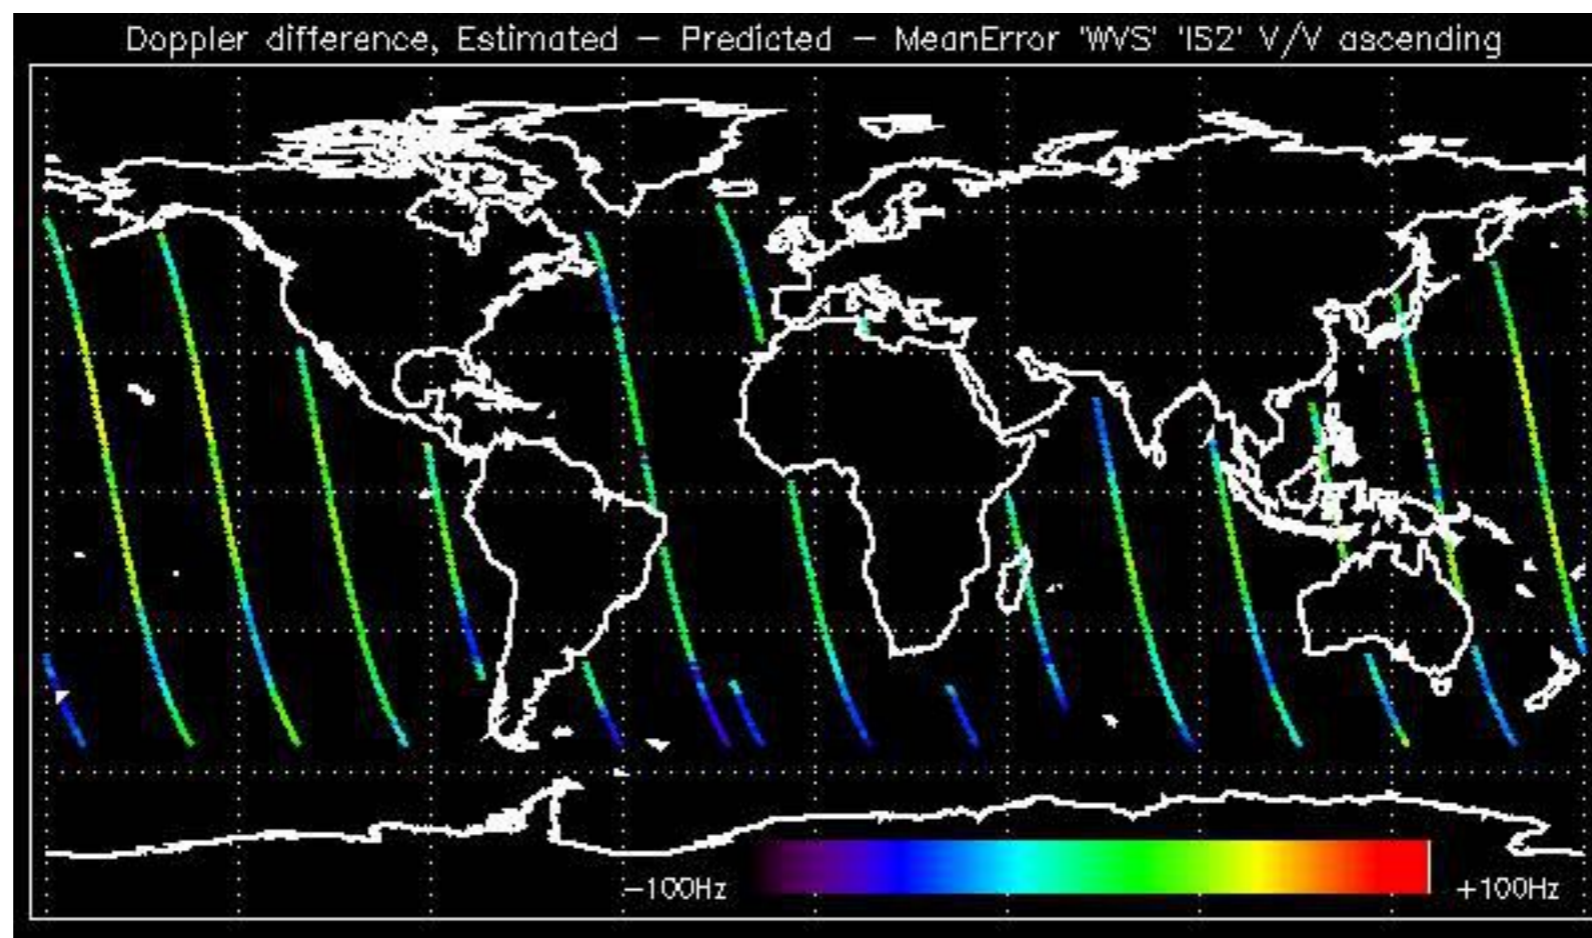 Doppler difference, Estimated − Predicted − MeanError 'WVS' 'IS2' V/V ascending
−100Hz +100Hz